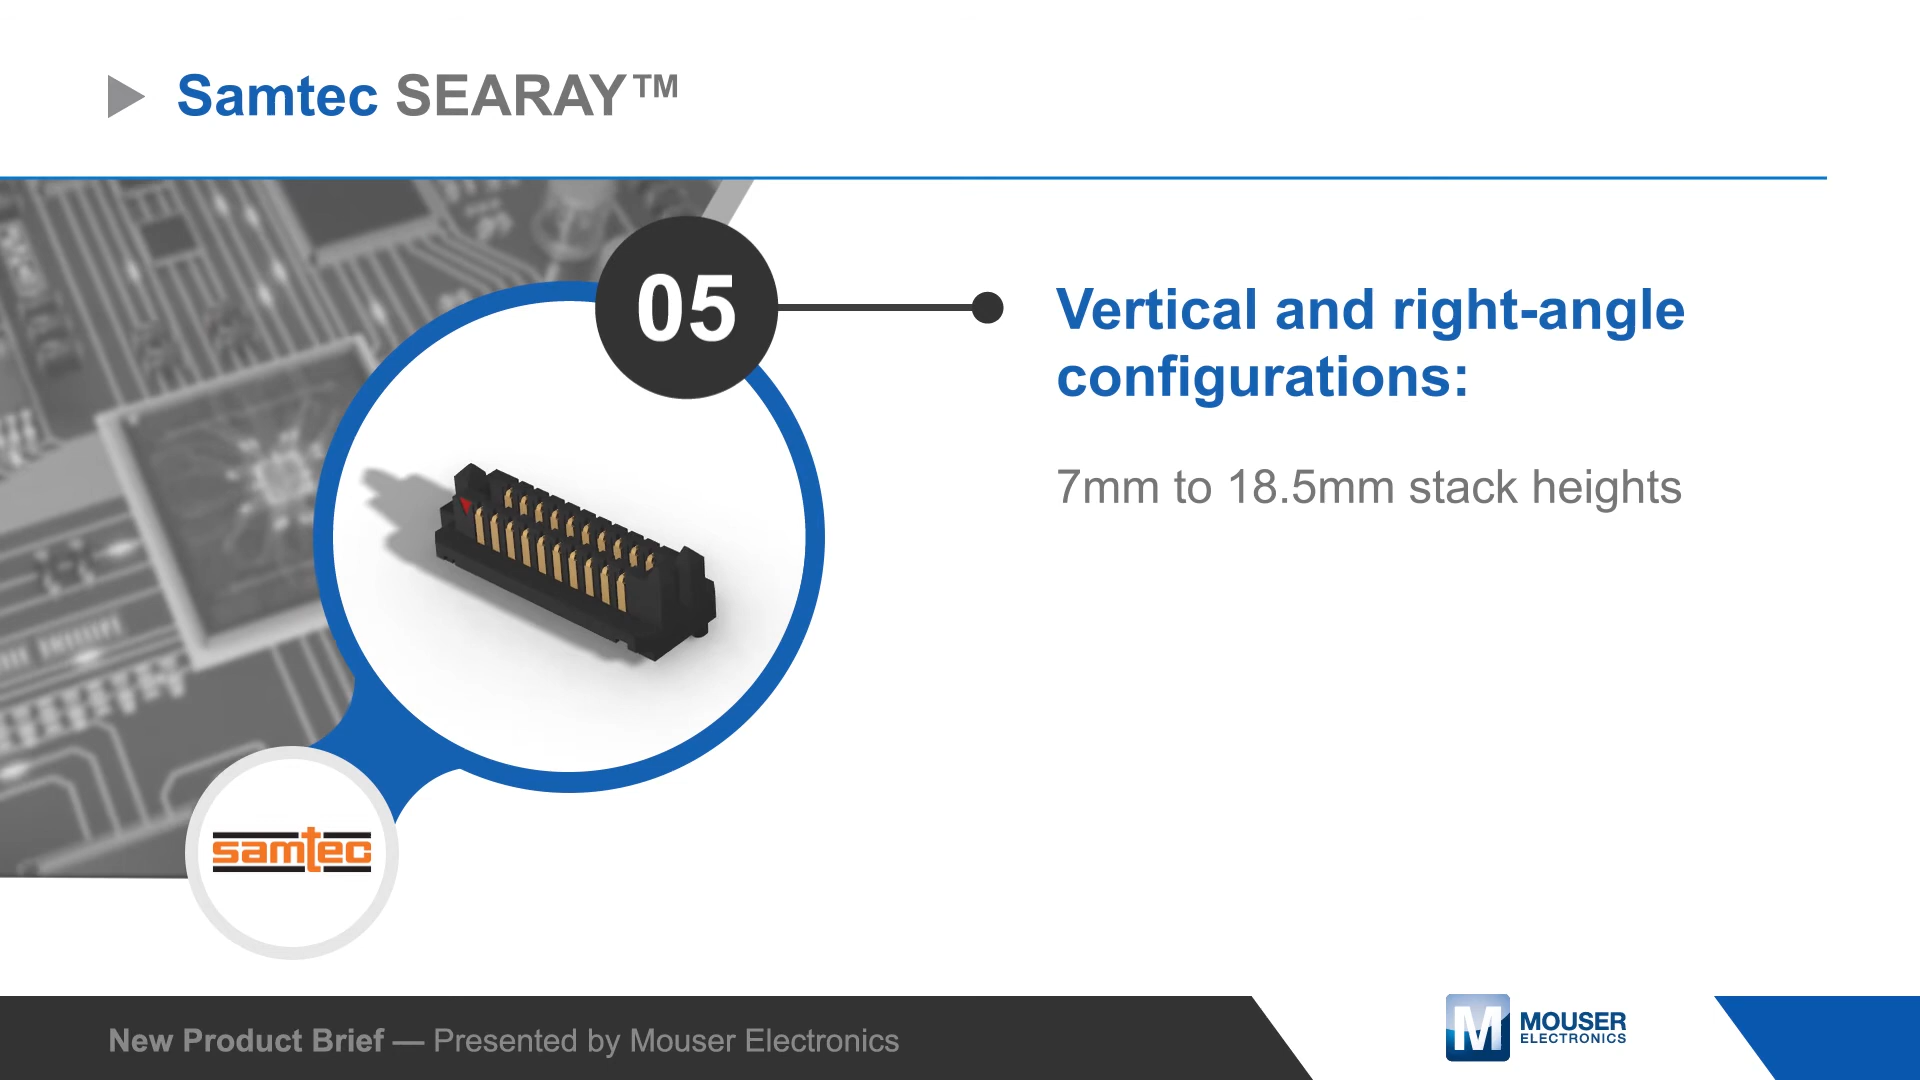 Samtec SEARAY™
05
Vertical and right-angle
configurations:
7mm to 18.5mm stack heights
samtec
New Product Brief — Presented by Mouser Electronics
M
MOUSER
ELECTRONICS